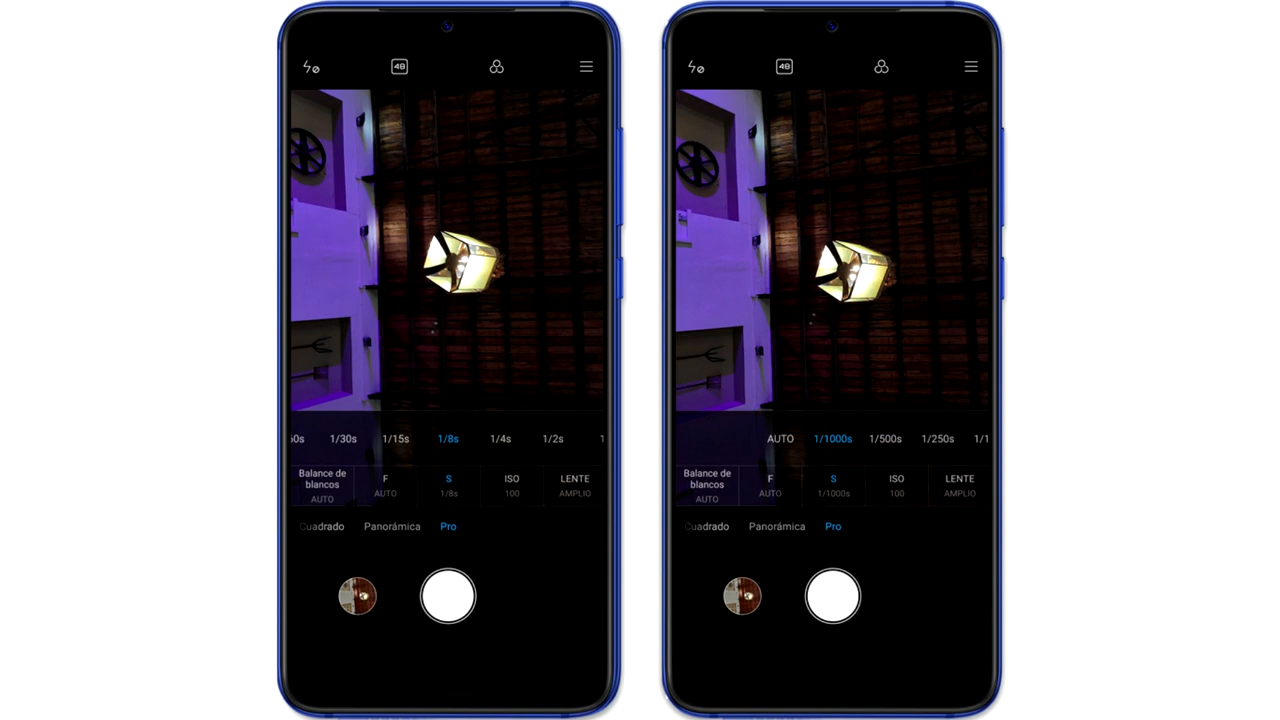 48
1/30s
1/15s
1/8s
1/4s
1/2s
Balance de
blancos
AUTO
F
AUTO
S
1/8s
ISO
100
LENTE
AMPLIO
Cuadrado
Panorámica
Pro
48
AUTO
1/1000s
1/500s
1/250s
1/1
Balance de
blancos
AUTO
F
AUTO
S
1/1000s
ISO
100
LENTE
AMPLIO
Cuadrado
Panorámica
Pro